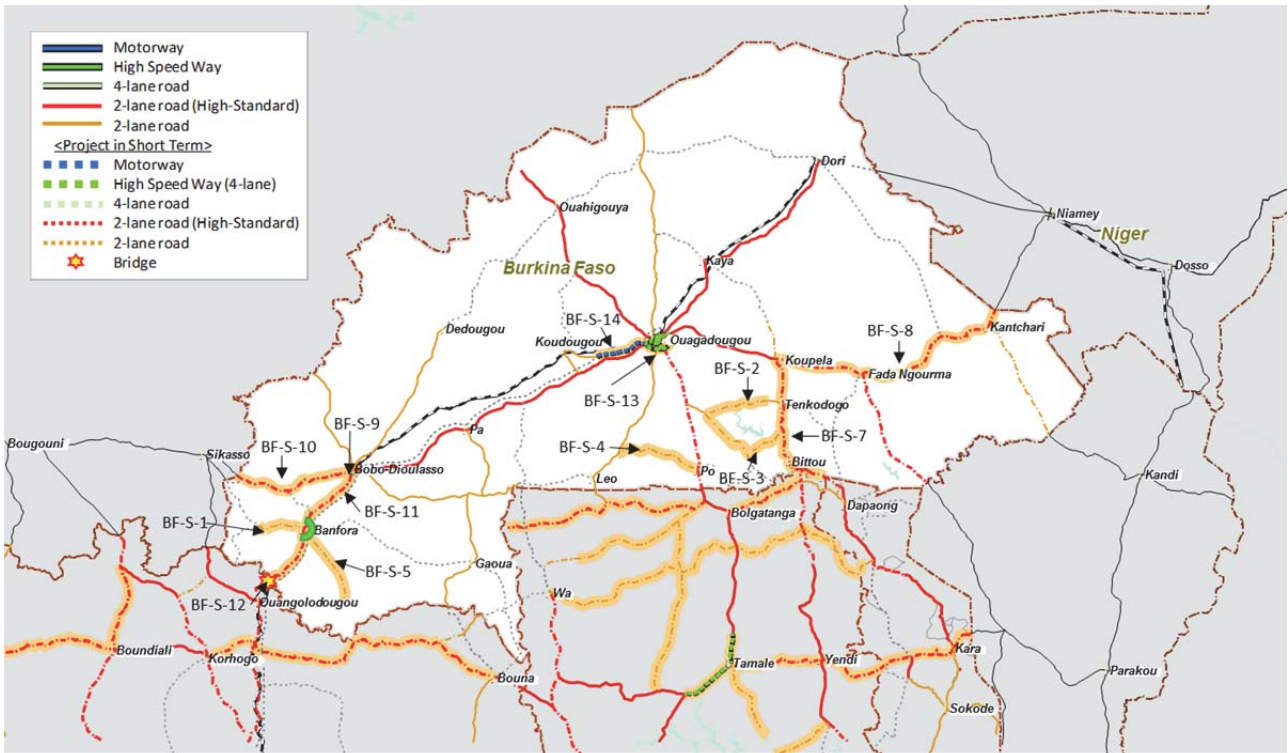 Motorway
High Speed Way
4-lane road
2-lane road (High-Standard)
2-lane road
<Project in Short Term>
Motorway
High Speed Way (4-lane)
4-lane road
2-lane road (High-Standard)
2-lane road
Bridge
Dori
Ouahigouya
Niamey
Niger
Dosso
Kaya
Burkina Faso
Dedougou
BF-S-14
Koudougou
Ouagadougou
BF-S-8
Kantchari
Koupela
Fada Ngourma
BF-S-13
BF-S-2
Tenkodogo
BF-S-9
Pa
BF-S-7
Bougouni
BF-S-10
Sikasso
BF-S-4
Bobo-Dioulasso
Po
Bittou
BF-S-3
Leo
Kandi
BF-S-11
Dapaong
Bolgatanga
BF-S-1
Banfora
Gaoua
BF-S-5
Wa
BF-S-12
Ouangolodougou
Boundiali
Korhogo
Tamale
Yendi
Kara
Bouna
Parakou
Sokode